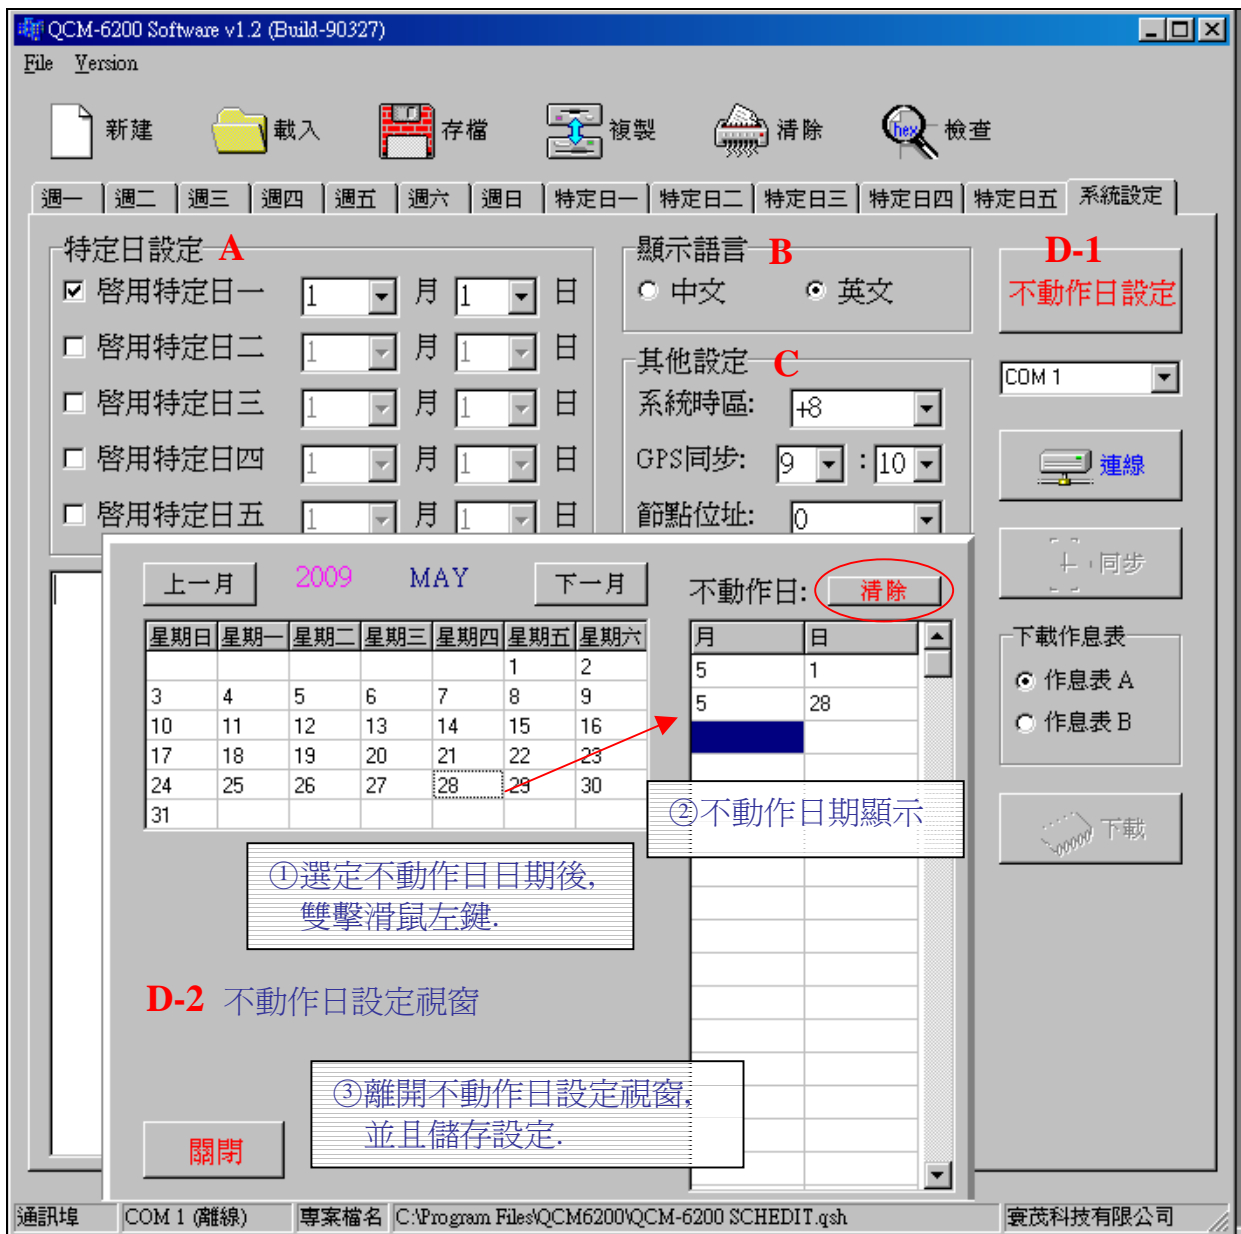 QCM-6200 Software v1.2 (Build-90327)
File Version
新建 載入 存檔 複製 清除 檢查
hex
週一 週二 週三 週四 週五 週六 週日 特定日一 特定日二 特定日三 特定日四 特定日五 系統設定
特定日設定 A
啓用特定日一 1 月 1 日
啓用特定日二 1 月 1 日
啓用特定日三 1 月 1 日
啓用特定日四 1 月 1 日
啓用特定日五 1 月 1 日
顯示語言 B
中文 英文
其他設定 C
系統時區: +8
GPS同步: 9 : 10
節點位址: 0
D-1
不動作日設定
COM 1
連線
同步
下載作息表
作息表 A
作息表 B
下載
上一月 2009 MAY 下一月
星期日 星期一 星期二 星期三 星期四 星期五 星期六
1 2
3 4 5 6 7 8 9
10 11 12 13 14 15 16
17 18 19 20 21 22 23
24 25 26 27 28 29 30
31
不動作日: 清除
月 日
5 1
5 28
②不動作日期顯示
①選定不動作日日期後,
雙擊滑鼠左鍵.
D-2 不動作日設定視窗
③離開不動作日設定視窗,
並且儲存設定.
關閉
通訊埠 COM 1 (離線) 專案檔名 C:\Program Files\QCM6200\QCM-6200 SCHEDIT.qsh 寰茂科技有限公司